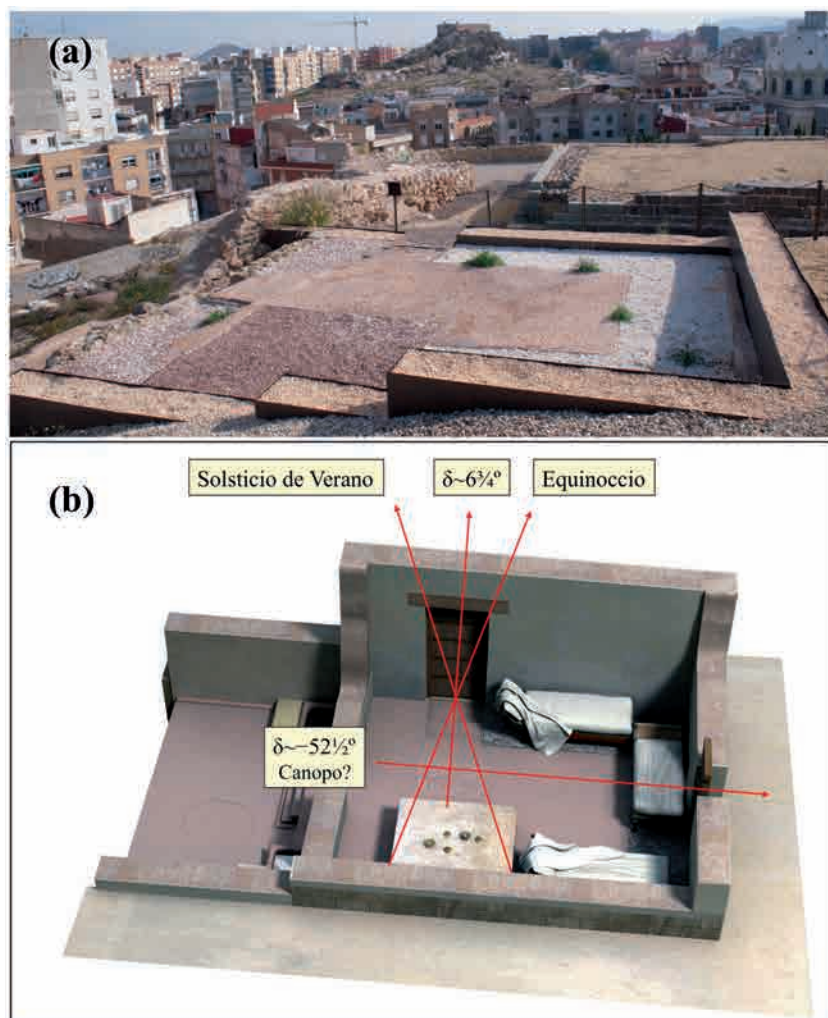 (a)
(b)
Solsticio de Verano
δ~6¾º
Equinoccio
δ~−52½º
Canopo?